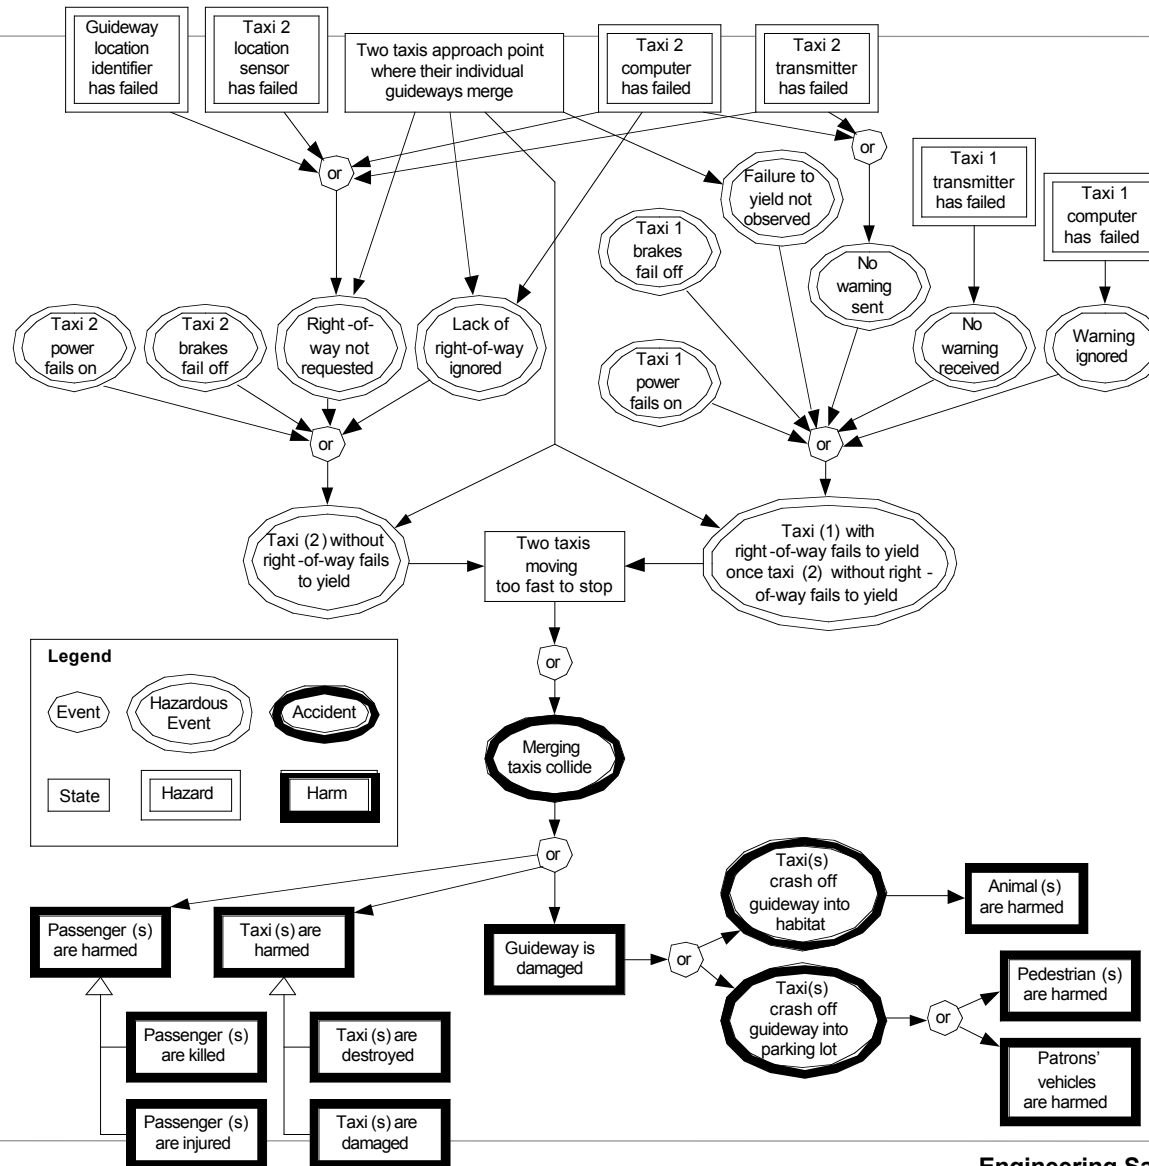 Guideway
location
identifier
has failed
Taxi 2
location
sensor
has failed
Two taxis approach point
where their individual
guideways merge
Taxi 2
computer
has failed
Taxi 2
transmitter
has failed
or
or
Failure to
yield not
observed
Taxi 1
transmitter
has failed
Taxi 1
computer
has failed
Taxi 1
brakes
fail off
No
warning
sent
Taxi 2
power
fails on
Taxi 2
brakes
fail off
Right-of-
way not
requested
Lack of
right-of-way
ignored
Taxi 1
power
fails on
No
warning
received
Warning
ignored
or
or
Taxi (2) without
right-of-way fails
to yield
Two taxis
moving
too fast to stop
Taxi (1) with
right-of-way fails to yield
once taxi (2) without right -
of-way fails to yield
or
Legend
Event
Hazardous
Event
Accident
State
Hazard
Harm
Merging
taxis collide
or
Passenger (s)
are harmed
Taxi (s) are
harmed
Guideway is
damaged
or
Taxi(s)
crash off
guideway into
habitat
Animal (s)
are harmed
Taxi(s)
crash off
guideway into
parking lot
or
Pedestrian (s)
are harmed
Patrons'
vehicles
are harmed
Passenger (s)
are killed
Taxi (s) are
destroyed
Passenger (s)
are injured
Taxi (s) are
damaged
Engineering Sa